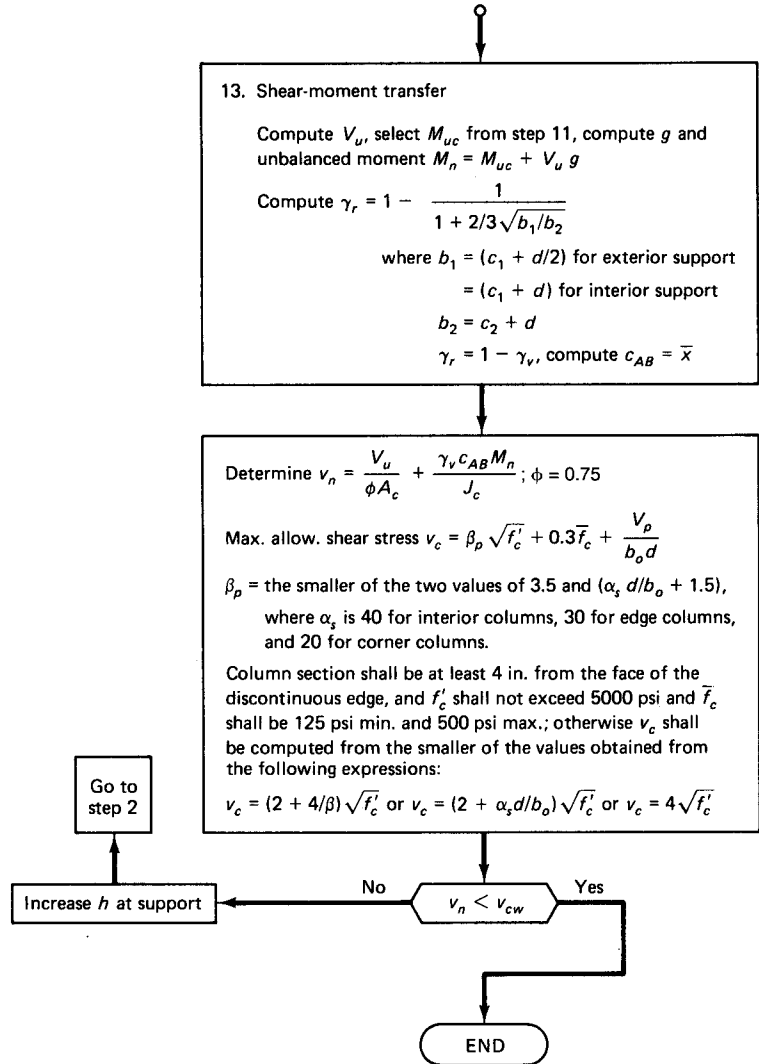 13. Shear-moment transfer
Compute V_u, select M_uc from step 11, compute g and
unbalanced moment M_n = M_uc + V_u g
Compute γ_r = 1 − 1 / (1 + 2/3√(b_1/b_2))
where b_1 = (c_1 + d/2) for exterior support
= (c_1 + d) for interior support
b_2 = c_2 + d
γ_r = 1 − γ_v, compute c_AB = x̄
Determine v_n = V_u / φA_c + γ_v c_AB M_n / J_c ; φ = 0.75
Max. allow. shear stress v_c = β_p √f'_c + 0.3f̄_c + V_p / b_o d
β_p = the smaller of the two values of 3.5 and (α_s d/b_o + 1.5),
where α_s is 40 for interior columns, 30 for edge columns,
and 20 for corner columns.
Column section shall be at least 4 in. from the face of the
discontinuous edge, and f'_c shall not exceed 5000 psi and f̄_c
shall be 125 psi min. and 500 psi max.; otherwise v_c shall
be computed from the smaller of the values obtained from
the following expressions:
v_c = (2 + 4/β) √f'_c or v_c = (2 + α_s d/b_o) √f'_c or v_c = 4√f'_c
Go to
step 2
Increase h at support
No
v_n < v_cw
Yes
END